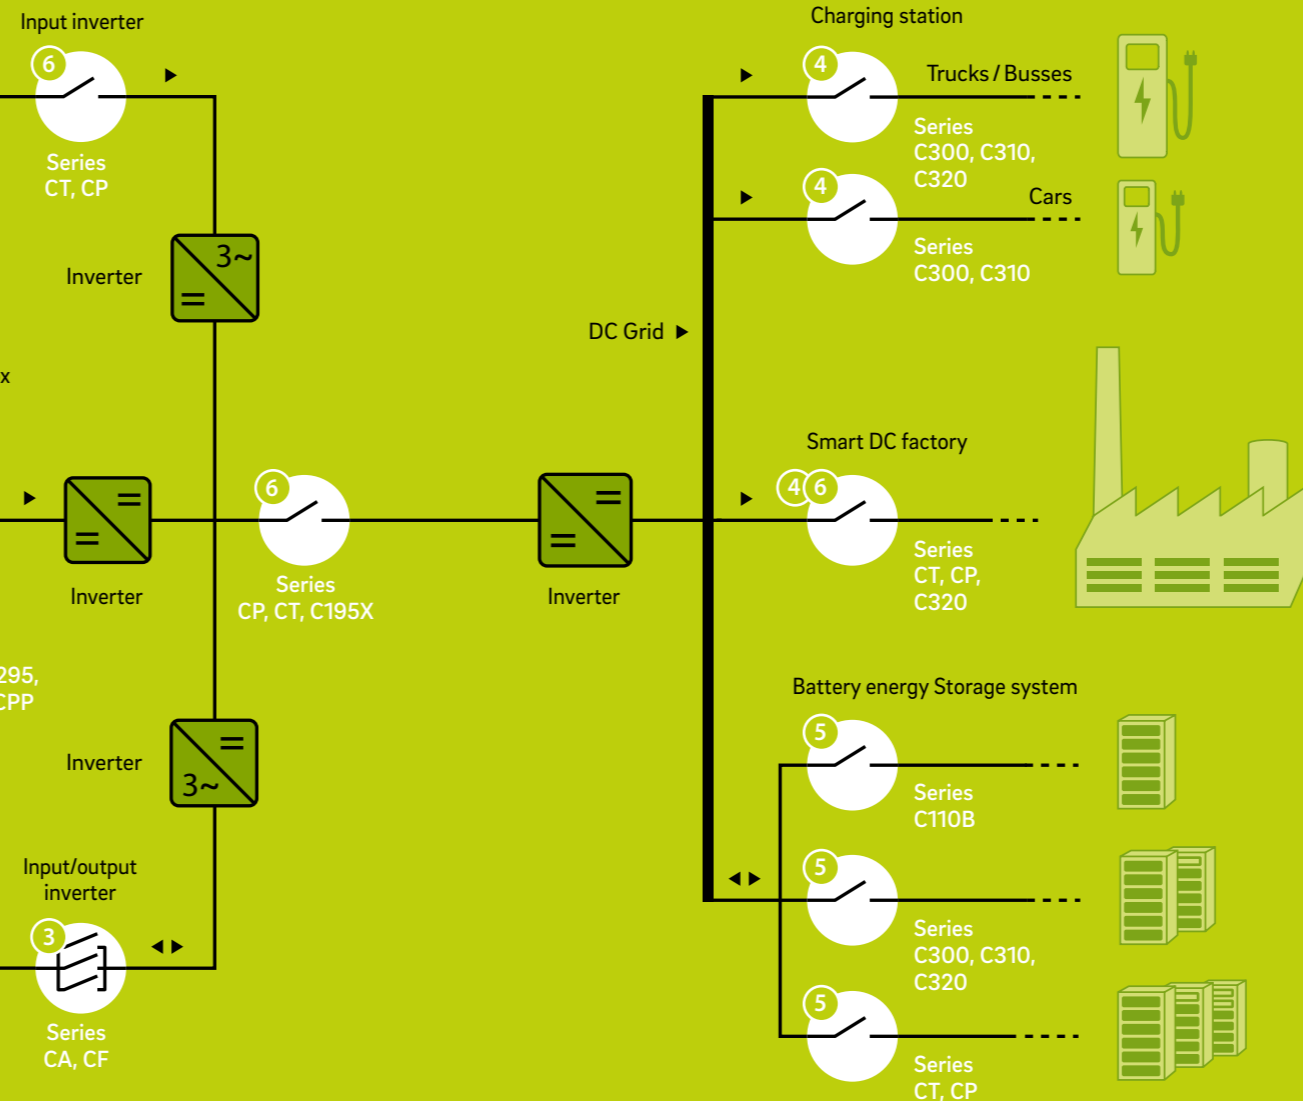 Input inverter
6
Series
CT, CP
Inverter
3~
x
Inverter
6
Series
CP, CT, C195X
295,
CPP
Inverter
3~
Input/output
inverter
3
Series
CA, CF
DC Grid
Inverter
Charging station
4
Trucks / Busses
Series
C300, C310,
C320
4
Cars
Series
C300, C310
Smart DC factory
4 6
Series
CT, CP,
C320
Battery energy Storage system
5
Series
C110B
5
Series
C300, C310,
C320
5
Series
CT, CP